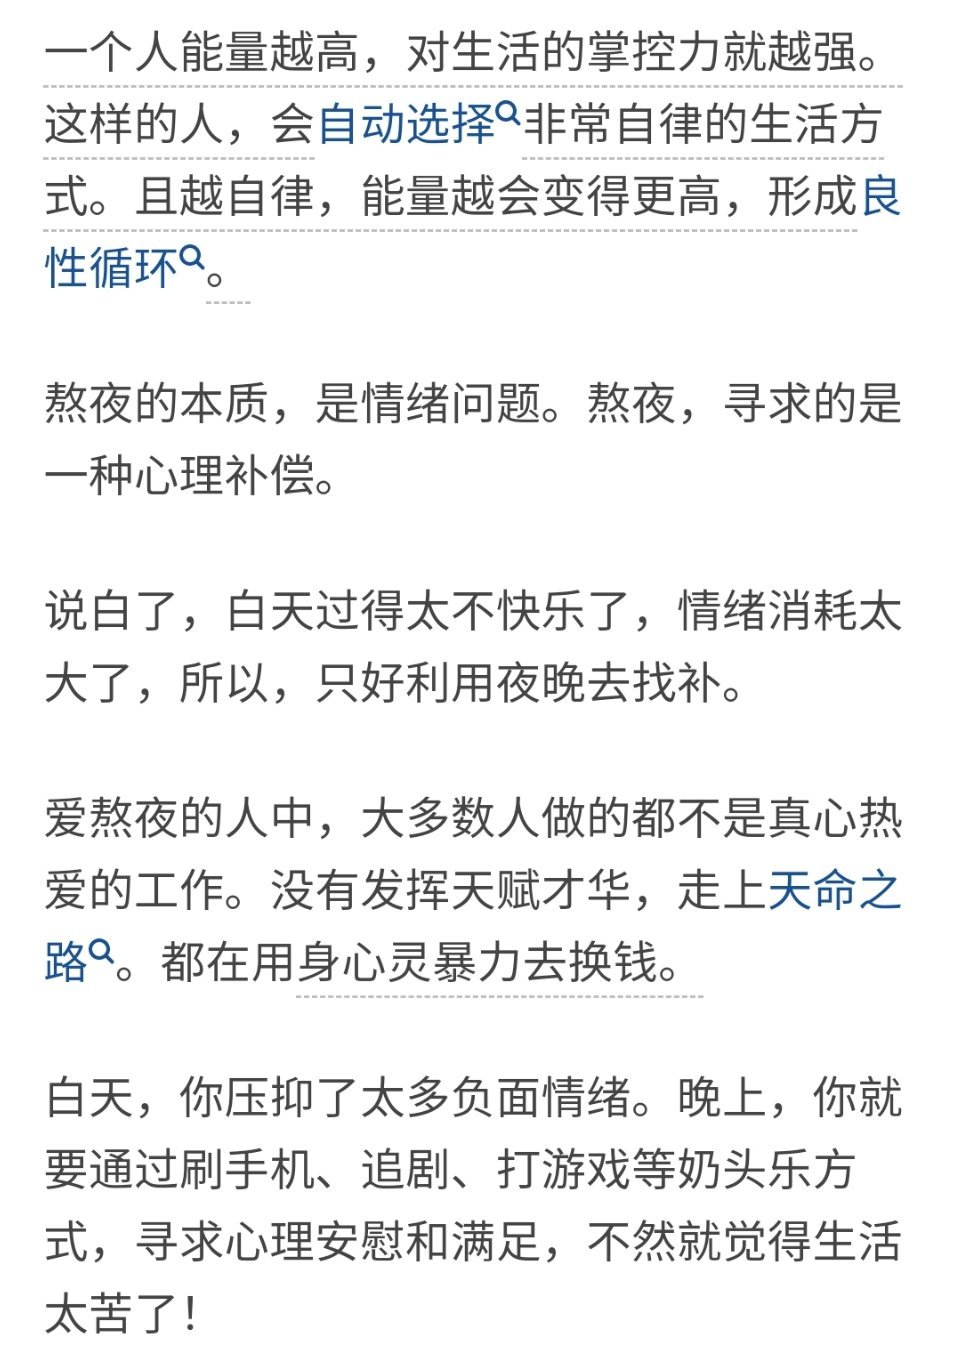 一个人能量越高，对生活的掌控力就越强。
这样的人，会自动选择非常自律的生活方
式。且越自律，能量越会变得更高，形成良
性循环。
熬夜的本质，是情绪问题。熬夜，寻求的是
一种心理补偿。
说白了，白天过得太不快乐了，情绪消耗太
大了，所以，只好利用夜晚去找补。
爱熬夜的人中，大多数人做的都不是真心热
爱的工作。没有发挥天赋才华，走上天命之
路。都在用身心灵暴力去换钱。
白天，你压抑了太多负面情绪。晚上，你就
要通过刷手机、追剧、打游戏等奶头乐方
式，寻求心理安慰和满足，不然就觉得生活
太苦了！